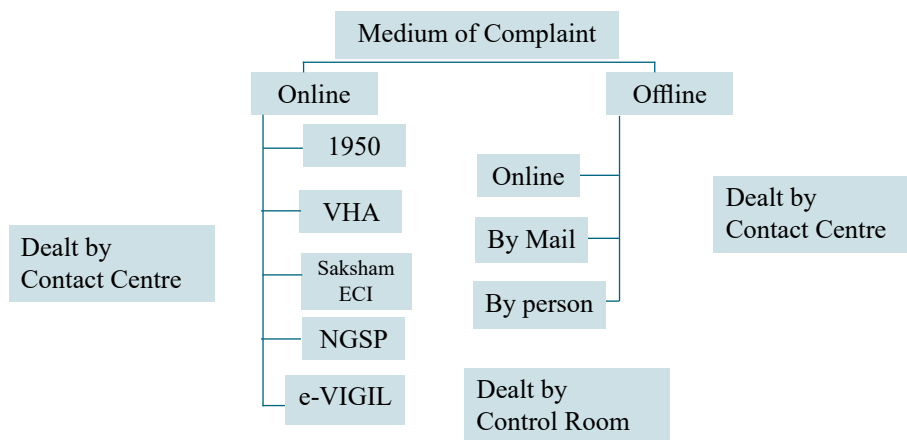 Medium of Complaint
Online
Offline
1950
VHA
Saksham
ECI
NGSP
e-VIGIL
Dealt by
Contact Centre
Online
By Mail
By person
Dealt by
Contact Centre
Dealt by
Control Room